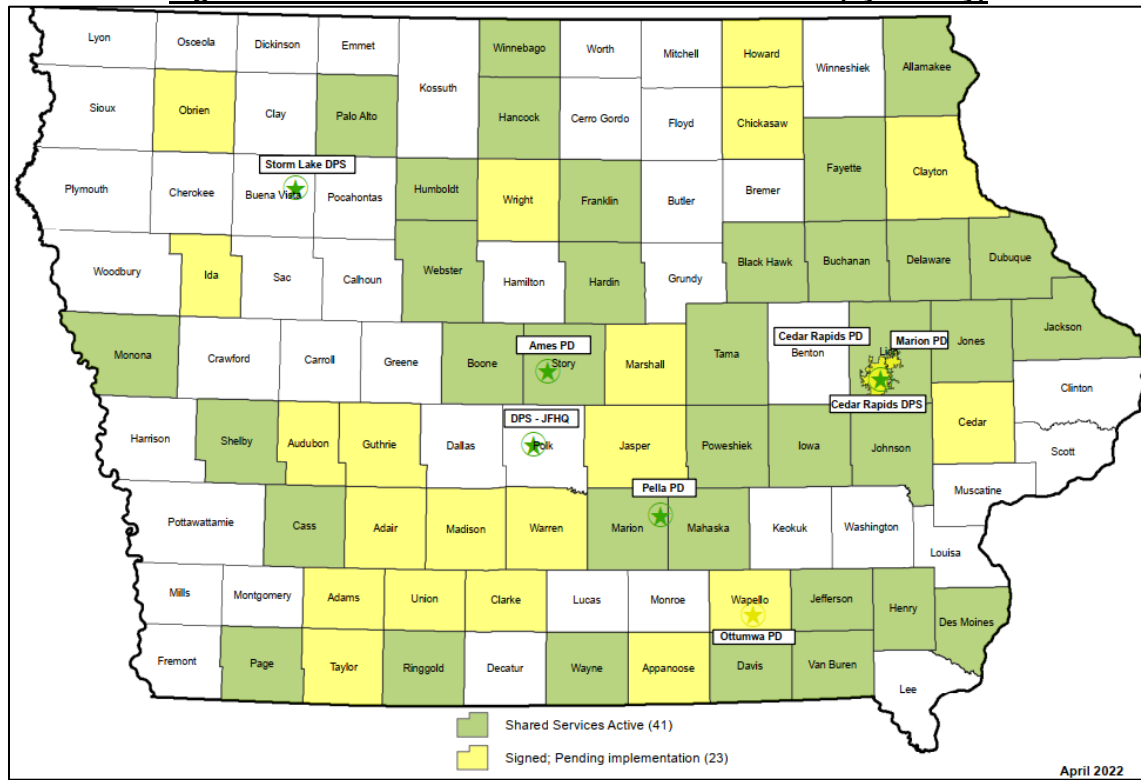 Lyon
Osceola
Dickinson
Emmet
Winnebago
Worth
Mitchell
Howard
Winneshiek
Allamakee
Kossuth
Sioux
Obrien
Clay
Palo Alto
Hancock
Cerro Gordo
Floyd
Chickasaw
Storm Lake DPS
Fayette
Clayton
Plymouth
Cherokee
Buena Vista
Pocahontas
Humboldt
Wright
Franklin
Butler
Bremer
Woodbury
Ida
Sac
Calhoun
Webster
Hamilton
Hardin
Grundy
Black Hawk
Buchanan
Delaware
Dubuque
Ames PD
Cedar Rapids PD
Marion PD
Monona
Crawford
Carroll
Greene
Boone
Story
Marshall
Tama
Benton
Jones
Jackson
Clinton
Cedar Rapids DPS
DPS - JFHQ
Harrison
Shelby
Audubon
Guthrie
Dallas
Polk
Jasper
Poweshiek
Iowa
Johnson
Cedar
Scott
Muscatine
Pella PD
Pottawattamie
Cass
Adair
Madison
Warren
Marion
Mahaska
Keokuk
Washington
Louisa
Mills
Montgomery
Adams
Union
Clarke
Lucas
Monroe
Wapello
Jefferson
Henry
Des Moines
Ottumwa PD
Fremont
Page
Taylor
Ringgold
Decatur
Wayne
Appanoose
Davis
Van Buren
Lee
Shared Services Active (41)
Signed; Pending implementation (23)
April 2022